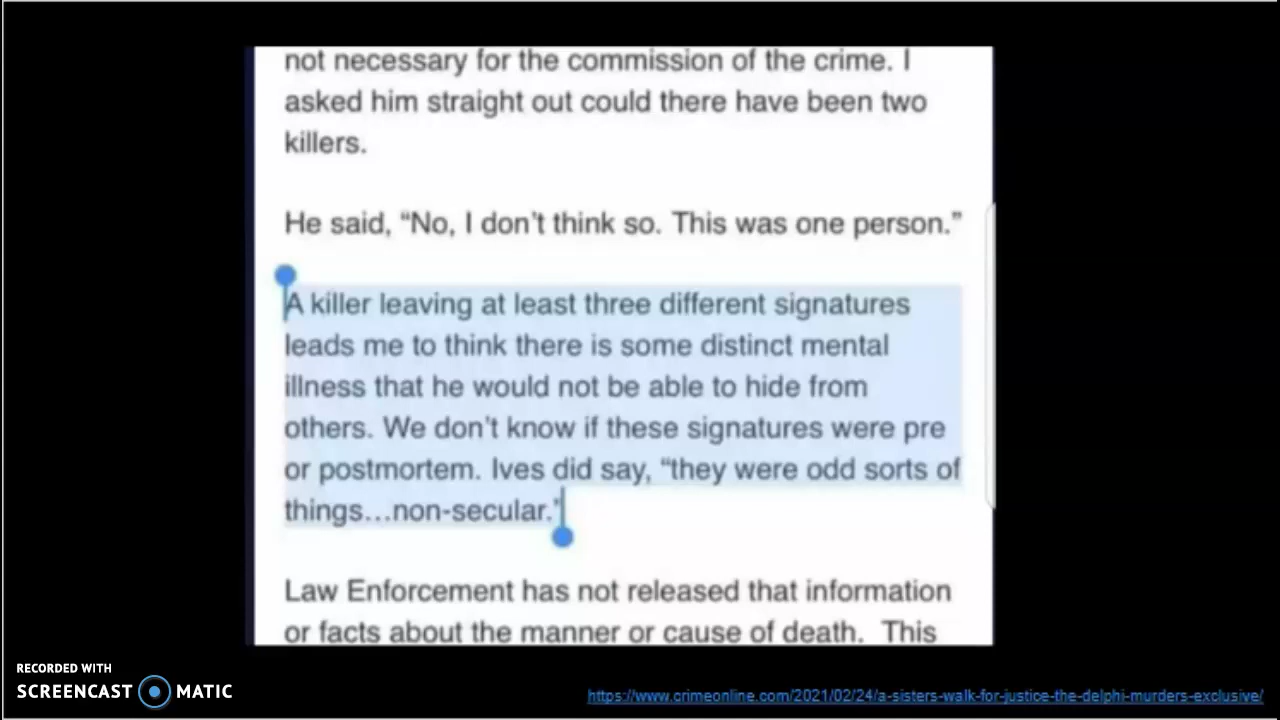 not necessary for the commission of the crime. I
asked him straight out could there have been two
killers.
He said, “No, I don’t think so. This was one person.”
A killer leaving at least three different signatures
leads me to think there is some distinct mental
illness that he would not be able to hide from
others. We don’t know if these signatures were pre
or postmortem. Ives did say, “they were odd sorts of
things…non-secular.”
Law Enforcement has not released that information
or facts about the manner or cause of death. This
RECORDED WITH
SCREENCAST MATIC
https://www.crimeonline.com/2021/02/24/a-sisters-walk-for-justice-the-delphi-murders-exclusive/